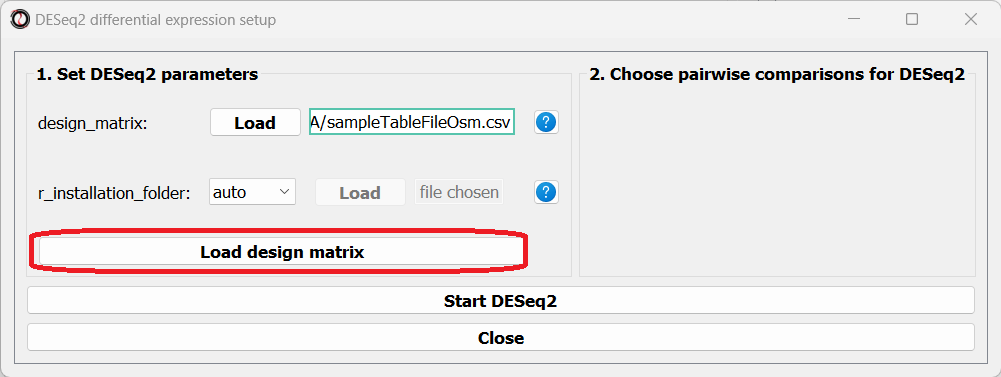 DESeq2 differential expression setup
1. Set DESeq2 parameters
design_matrix:
Load
A/sampleTableFileOsm.csv
?
r_installation_folder:
auto
Load
file chosen
?
Load design matrix
2. Choose pairwise comparisons for DESeq2
Start DESeq2
Close